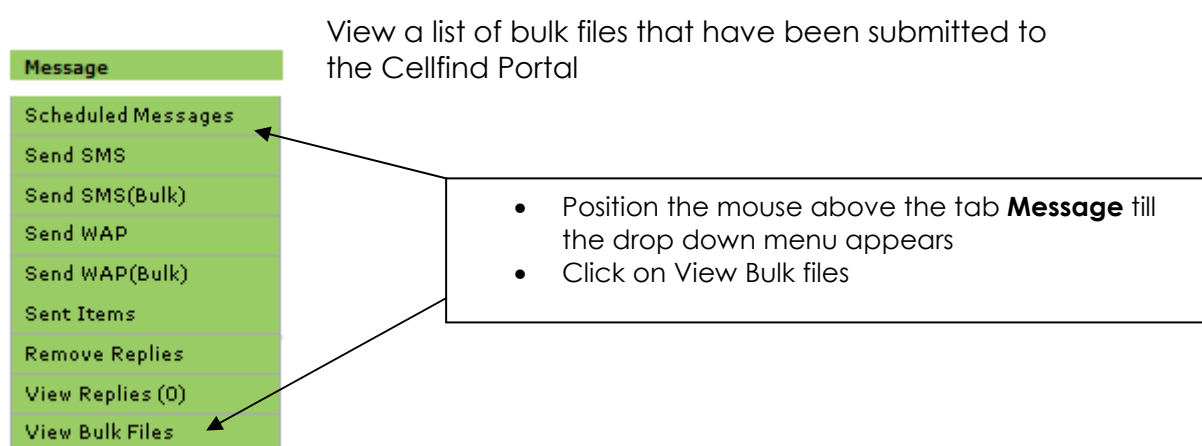 View a list of bulk files that have been submitted to
the Cellfind Portal
Message
Scheduled Messages
Send SMS
Send SMS(Bulk)
Send WAP
Send WAP(Bulk)
Sent Items
Remove Replies
View Replies (0)
View Bulk Files
• Position the mouse above the tab Message till
the drop down menu appears
• Click on View Bulk files